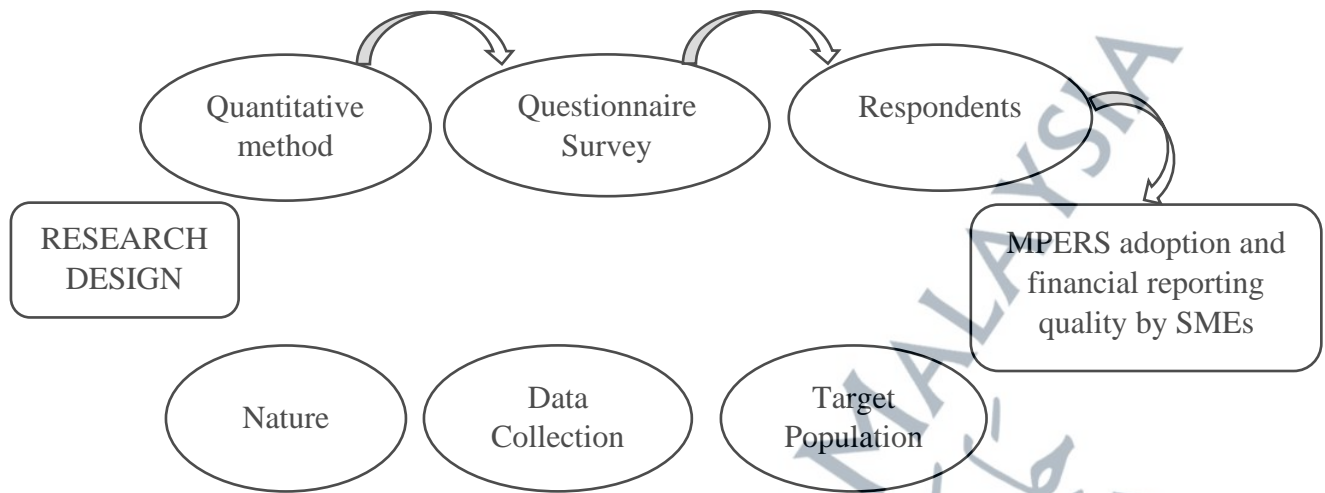 Quantitative
method
Questionnaire
Survey
Respondents
RESEARCH
DESIGN
MPERS adoption and
financial reporting
quality by SMEs
Nature
Data
Collection
Target
Population
MALAYSIA